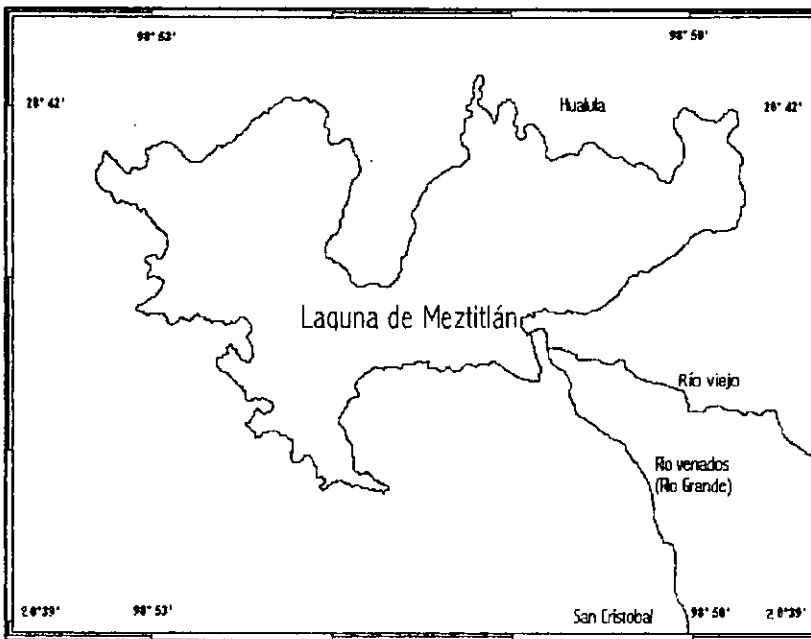 98° 53'
98° 50'
20° 42'
Hualula
20° 42'
Laguna de Meztitlán
Río viejo
Río venados
(Río Grande)
20°39'
98° 53'
San Cristobal
98° 50'
20°39'